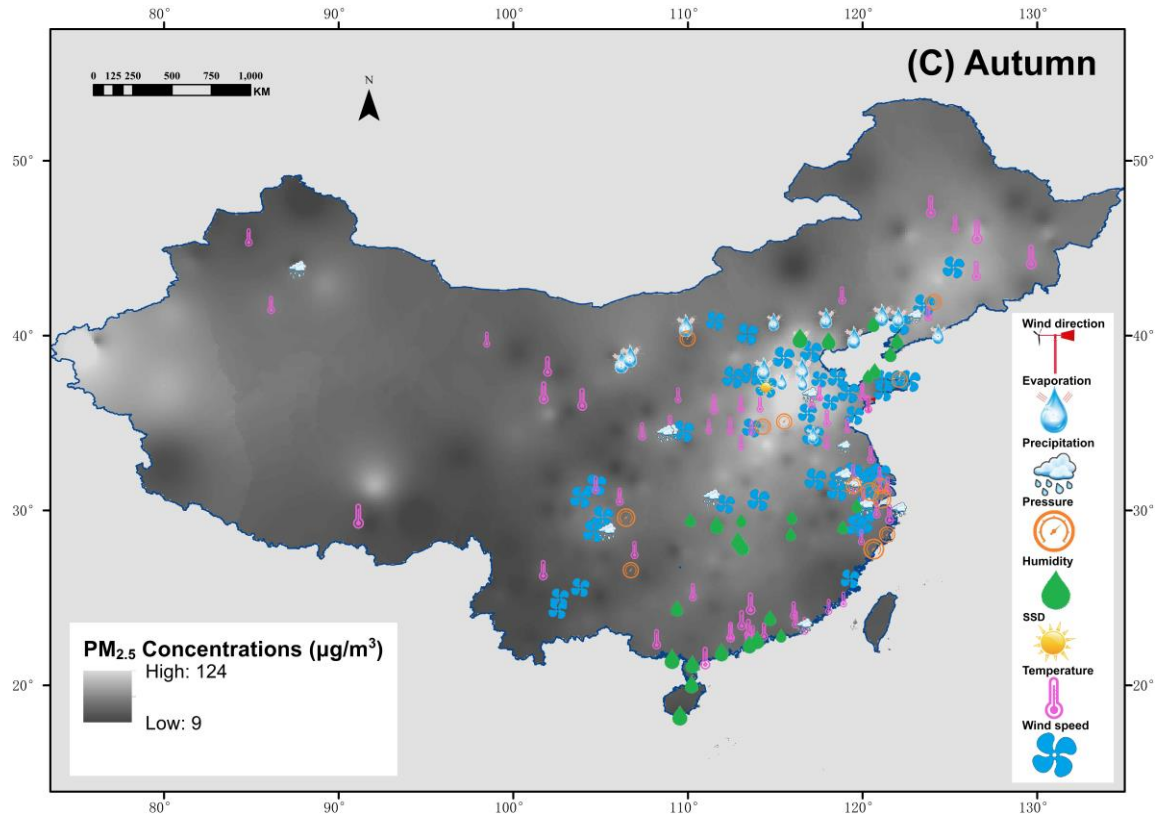 80° 90° 100° 110° 120° 130°
(C) Autumn
0 125 250 500 750 1,000
KM
N
50° 50°
40° 40°
30° 30°
20° 20°
Wind direction
Evaporation
Precipitation
Pressure
Humidity
SSD
Temperature
Wind speed
PM2.5 Concentrations (µg/m³)
High: 124
Low: 9
80° 90° 100° 110° 120° 130°